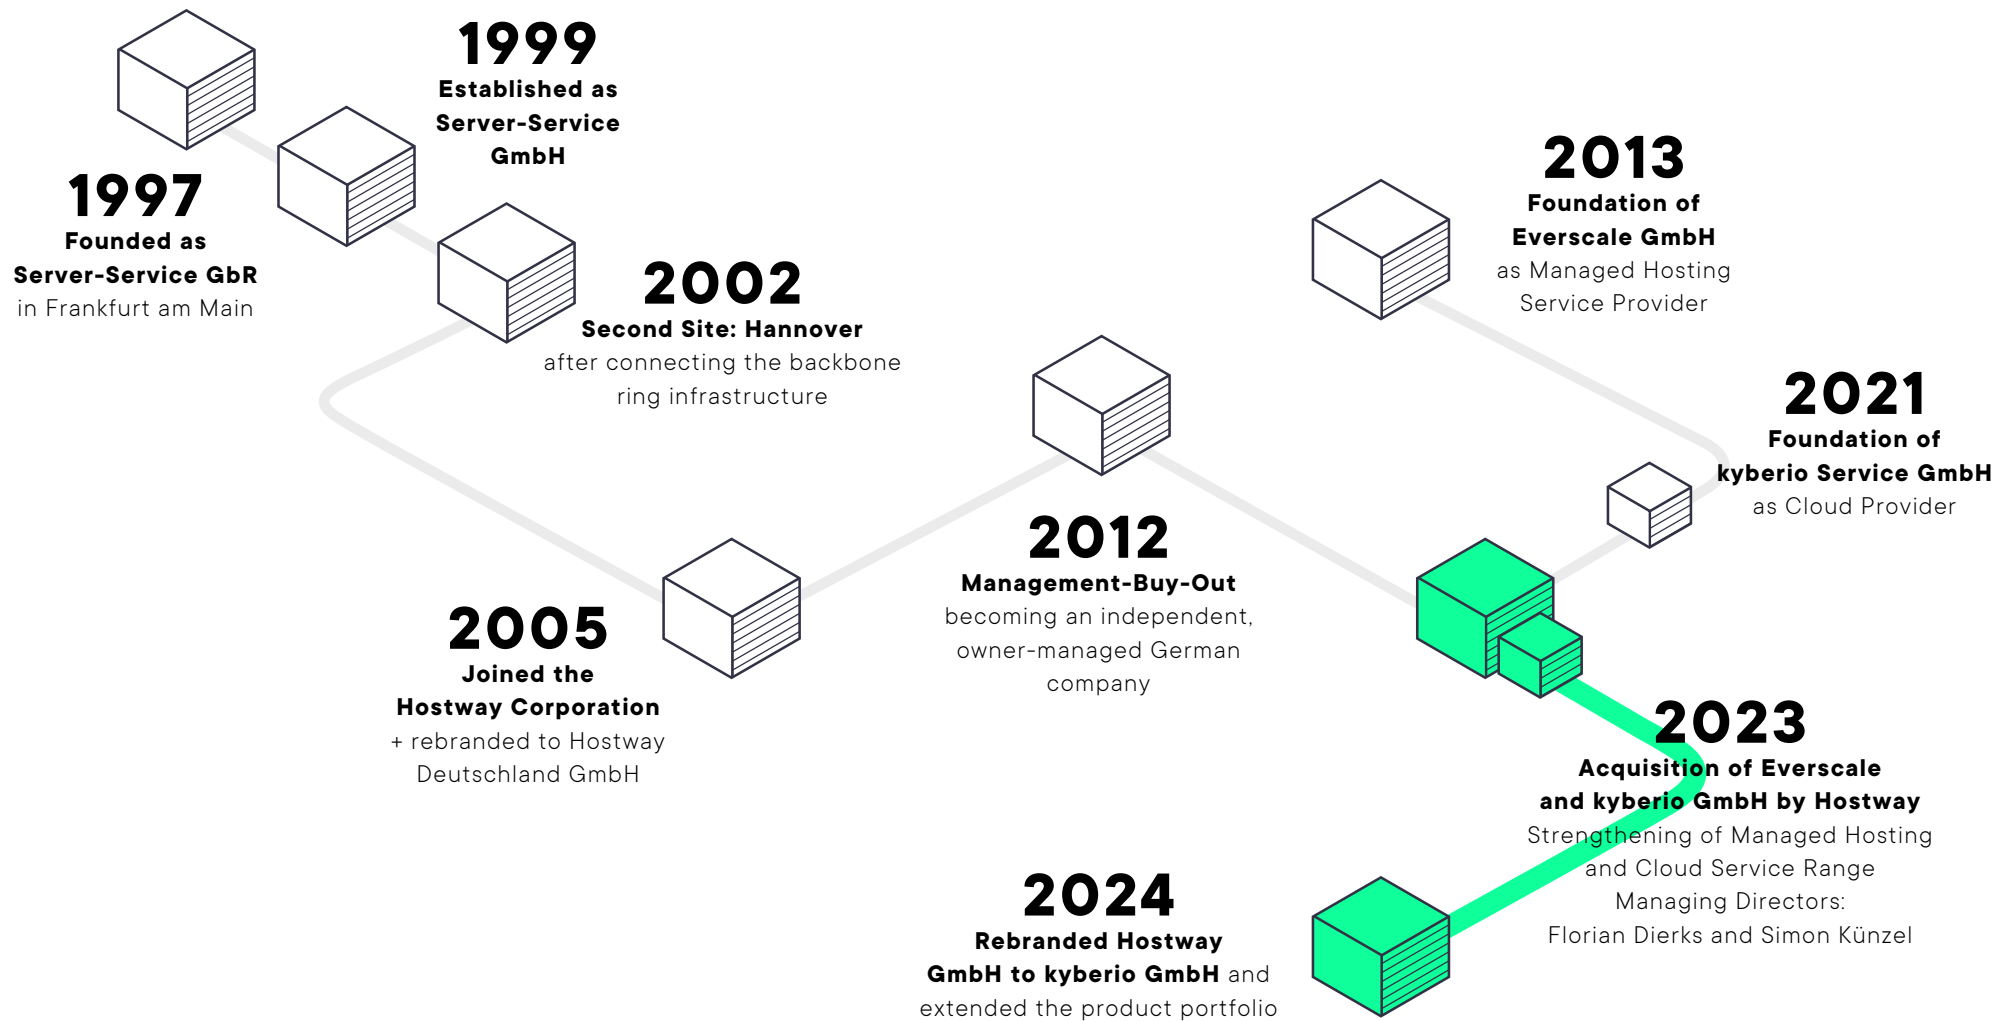 1997
Founded as
Server-Service GbR
in Frankfurt am Main
1999
Established as
Server-Service
GmbH
2002
Second Site: Hannover
after connecting the backbone
ring infrastructure
2005
Joined the
Hostway Corporation
+ rebranded to Hostway
Deutschland GmbH
2012
Management-Buy-Out
becoming an independent,
owner-managed German
company
2013
Foundation of
Everscale GmbH
as Managed Hosting
Service Provider
2021
Foundation of
kyberio Service GmbH
as Cloud Provider
2023
Acquisition of Everscale
and kyberio GmbH by Hostway
Strengthening of Managed Hosting
and Cloud Service Range
Managing Directors:
Florian Dierks and Simon Künzel
2024
Rebranded Hostway
GmbH to kyberio GmbH and
extended the product portfolio